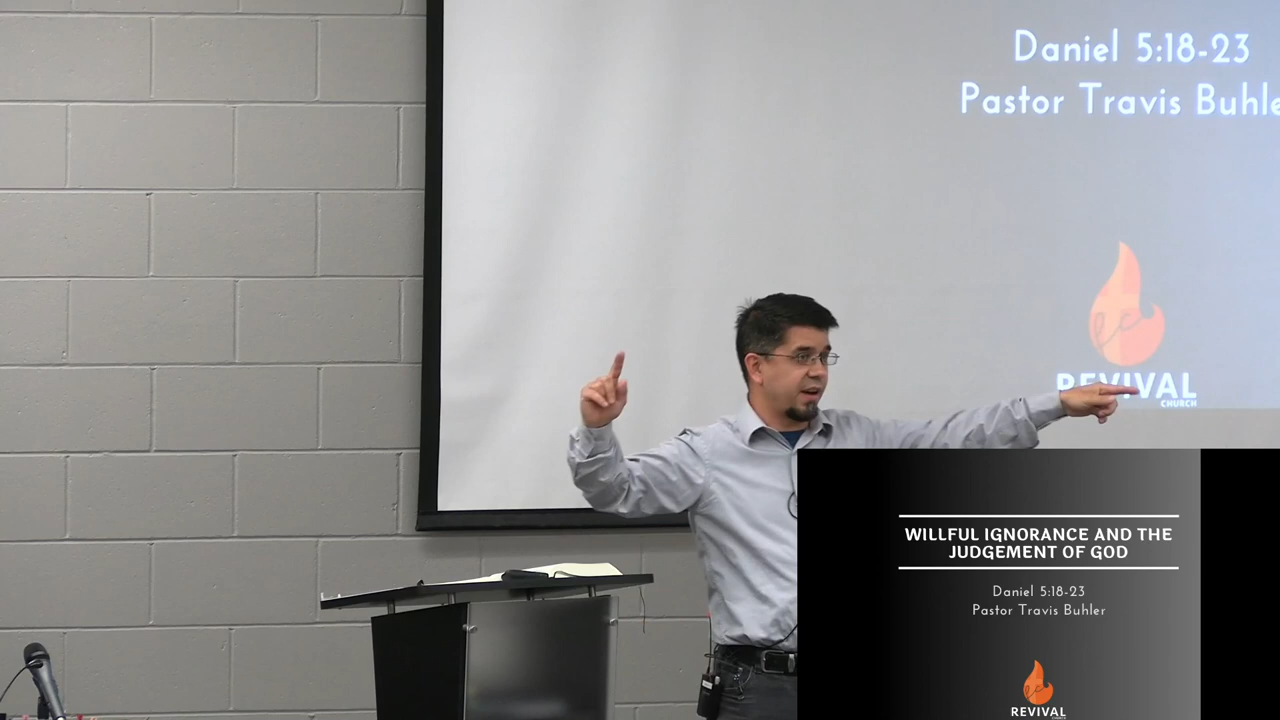 Daniel 5:18-23
Pastor Travis Buhle
REVIVAL
CHURCH
WILLFUL IGNORANCE AND THE
JUDGEMENT OF GOD
Daniel 5:18-23
Pastor Travis Buhler
REVIVAL
CHURCH